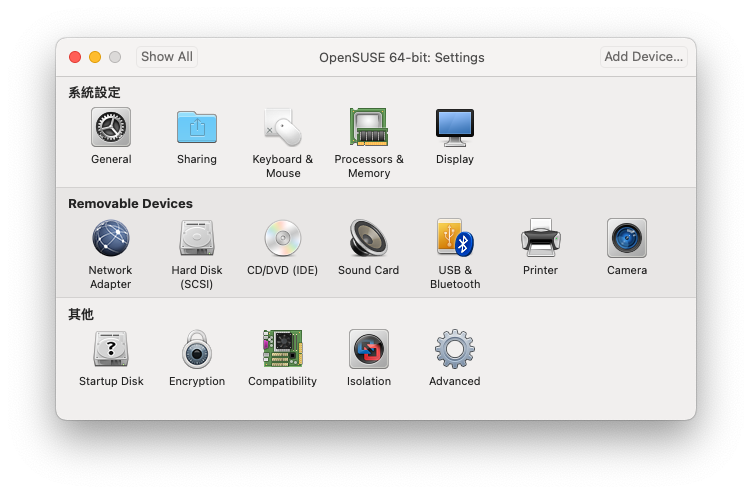 Show All
OpenSUSE 64-bit: Settings
Add Device...
系統設定
General
Sharing
Keyboard &
Mouse
Processors &
Memory
Display
Removable Devices
Network
Adapter
Hard Disk
(SCSI)
CD/DVD (IDE)
Sound Card
USB &
Bluetooth
Printer
Camera
其他
?
Startup Disk
Encryption
Compatibility
Isolation
Advanced